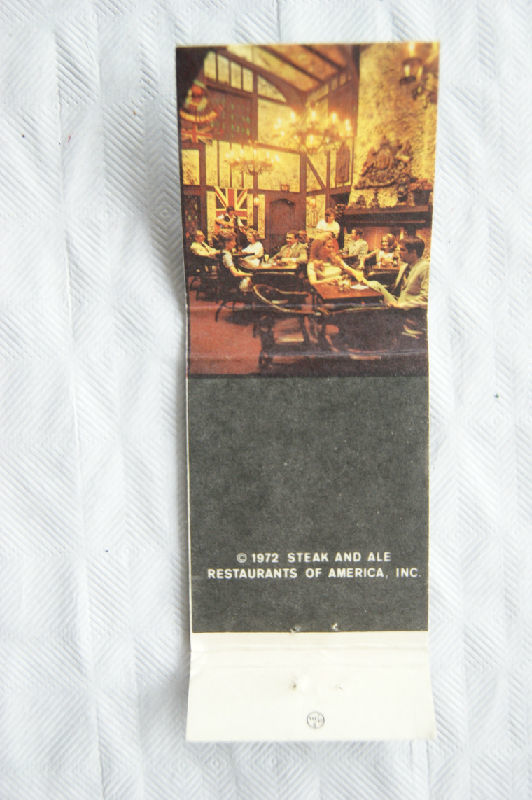 © 1972 STEAK AND ALE
RESTAURANTS OF AMERICA, INC.